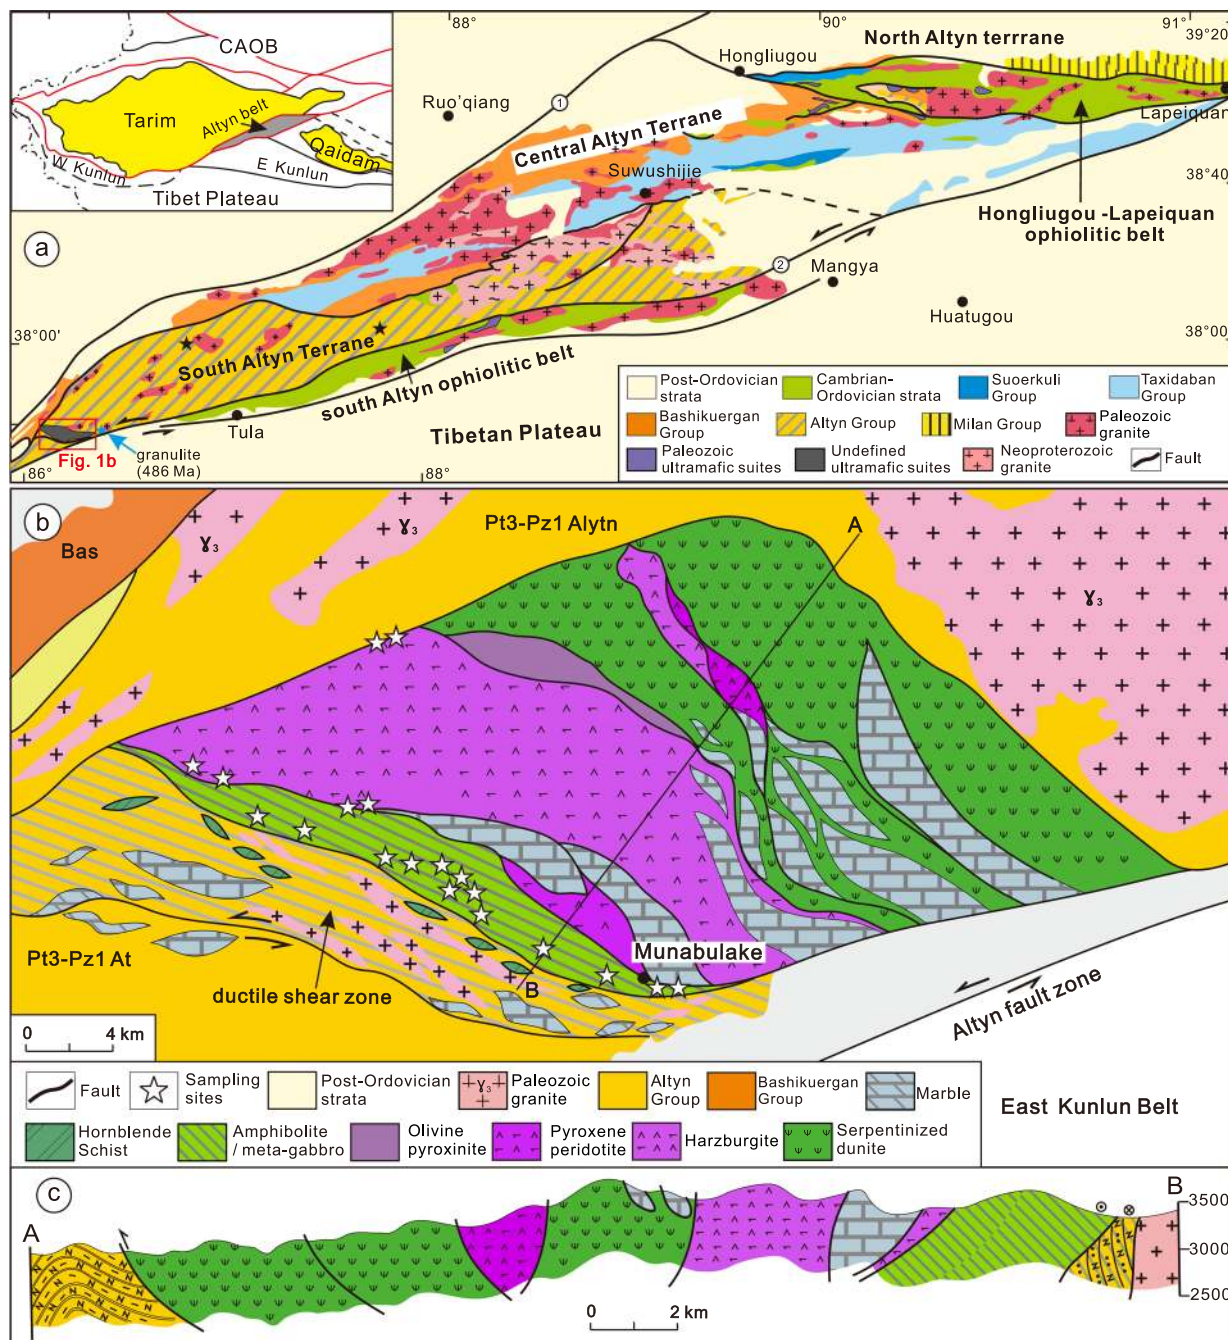 a
CAOB
Tarim
Altyn belt
Qaidam
W Kunlun
E Kunlun
Tibet Plateau
88°
90°
91°
39°20'
Hongliugou
North Altyn terrrane
Ruo'qiang
1
Lapeiquan
Central Altyn Terrane
Suwushijie
38°40'
Hongliugou -Lapeiquan
ophiolitic belt
2
Mangya
Huatugou
38°00'
38°00'
South Altyn Terrane
south Altyn ophiolitic belt
Tula
Tibetan Plateau
granulite
(486 Ma)
Fig. 1b
86°
88°
Post-Ordovician
strata
Cambrian-
Ordovician strata
Suoerkuli
Group
Taxidaban
Group
Bashikuergan
Group
Altyn Group
Milan Group
Paleozoic
granite
Paleozoic
ultramafic suites
Undefined
ultramafic suites
Neoproterozoic
granite
Fault
b
Bas
Pt3-Pz1 Alytn
A
ɣ₃
ɣ₃
ɣ₃
Pt3-Pz1 At
ductile shear zone
B
Munabulake
Altyn fault zone
0 4 km
Fault
Sampling
sites
Post-Ordovician
strata
ɣ₃
Paleozoic
granite
Altyn
Group
Bashikuergan
Group
Marble
East Kunlun Belt
Hornblende
Schist
Amphibolite
/ meta-gabbro
Olivine
pyroxinite
Pyroxene
peridotite
Harzburgite
Serpentinized
dunite
c
A
B
3500
3000
2500
0 2 km